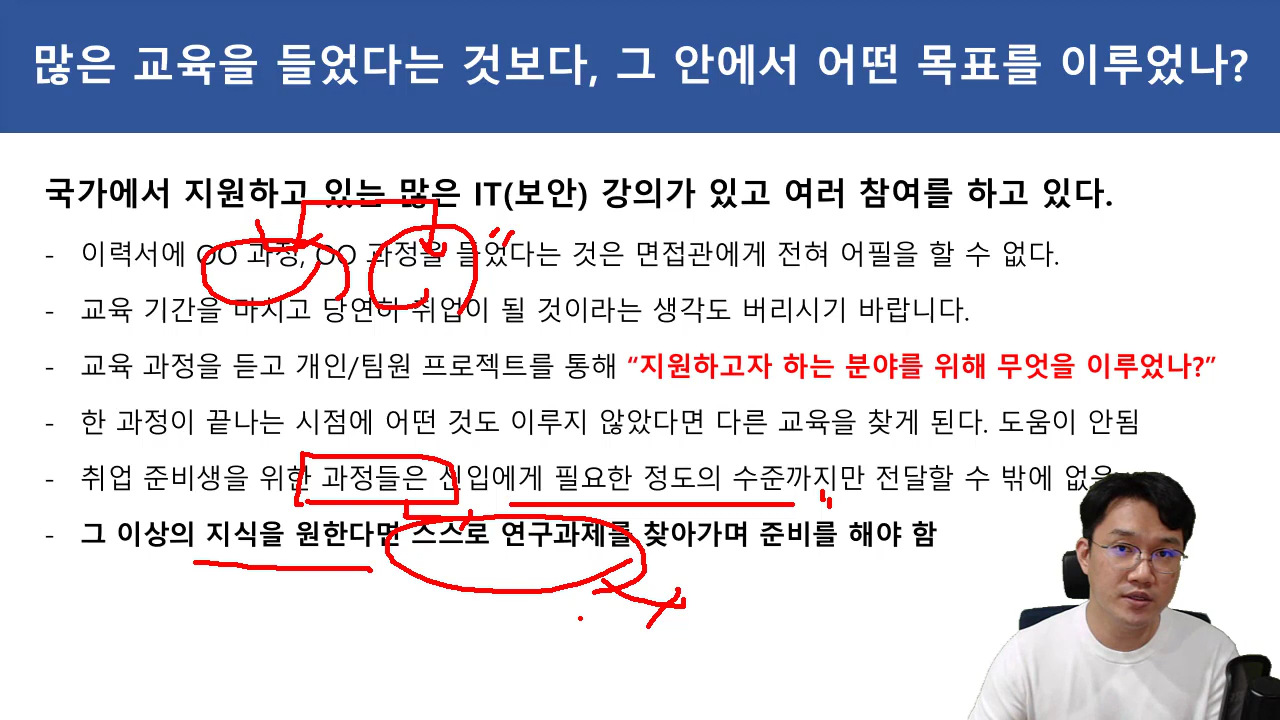 많은 교육을 들었다는 것보다, 그 안에서 어떤 목표를 이루었나?
국가에서 지원하고 있는 많은 IT(보안) 강의가 있고 여러 참여를 하고 있다.
- 이력서에 OO 과정, OO 과정을 들었다는 것은 면접관에게 전혀 어필을 할 수 없다.
- 교육 기간을 마치고 당연히 취업이 될 것이라는 생각도 버리시기 바랍니다.
- 교육 과정을 듣고 개인/팀원 프로젝트를 통해 “지원하고자 하는 분야를 위해 무엇을 이루었나?”
- 한 과정이 끝나는 시점에 어떤 것도 이루지 않았다면 다른 교육을 찾게 된다. 도움이 안됨
- 취업 준비생을 위한 과정들은 신입에게 필요한 정도의 수준까지만 전달할 수 밖에 없음
- 그 이상의 지식을 원한다면 스스로 연구과제를 찾아가며 준비를 해야 함